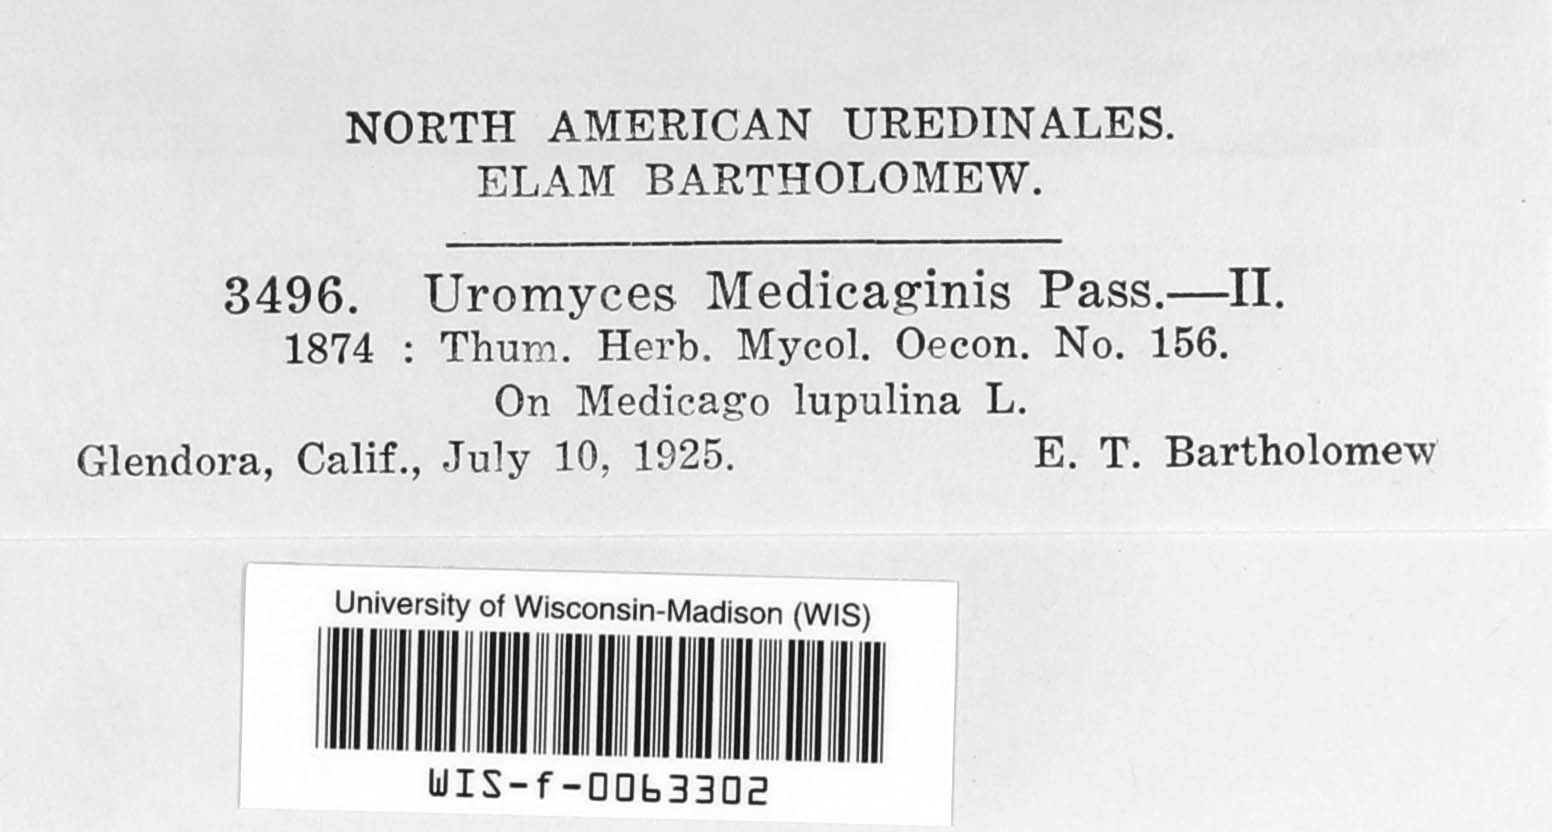 NORTH AMERICAN UREDINALES.
ELAM BARTHOLOMEW.
3496. Uromyces Medicaginis Pass.—II.
1874 : Thum. Herb. Mycol. Oecon. No. 156.
On Medicago lupulina L.
Glendora, Calif., July 10, 1925. E. T. Bartholomew
University of Wisconsin-Madison (WIS)
WIS-f-0063302